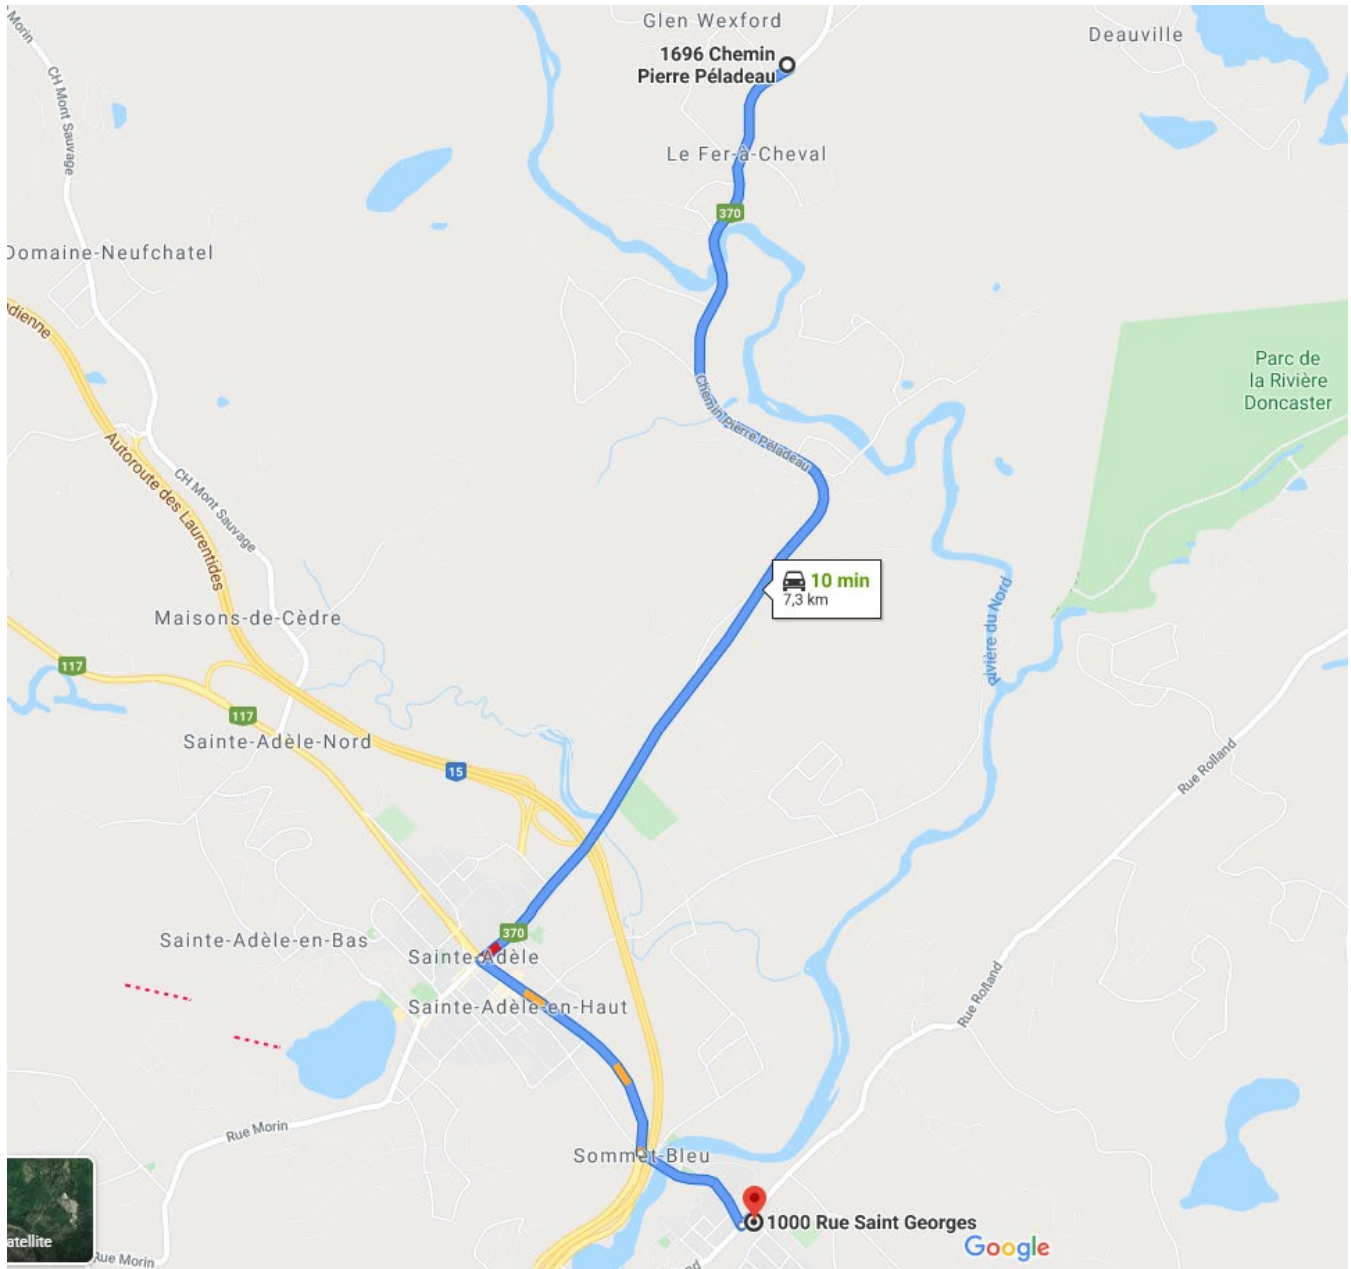 Glen Wexford
Deauville
1696 Chemin
Pierre Péladeau
Morin
CH Mont Sauvage
Le Fer-à-Cheval
370
Domaine-Neufchatel
dienne
Parc de
la Rivière
Doncaster
Chemin Pierre Péladeau
Autoroute des Laurentides
CH Mont Sauvage
10 min
7,3 km
Rivière du Nord
Maisons-de-Cèdre
117
117
Sainte-Adèle-Nord
15
Rue Rolland
370
Sainte-Adèle-en-Bas
Sainte-Adèle
Sainte-Adèle-en-Haut
Rue Rolland
Rue Morin
Sommet-Bleu
1000 Rue Saint Georges
atellite
Rue Morin
Google